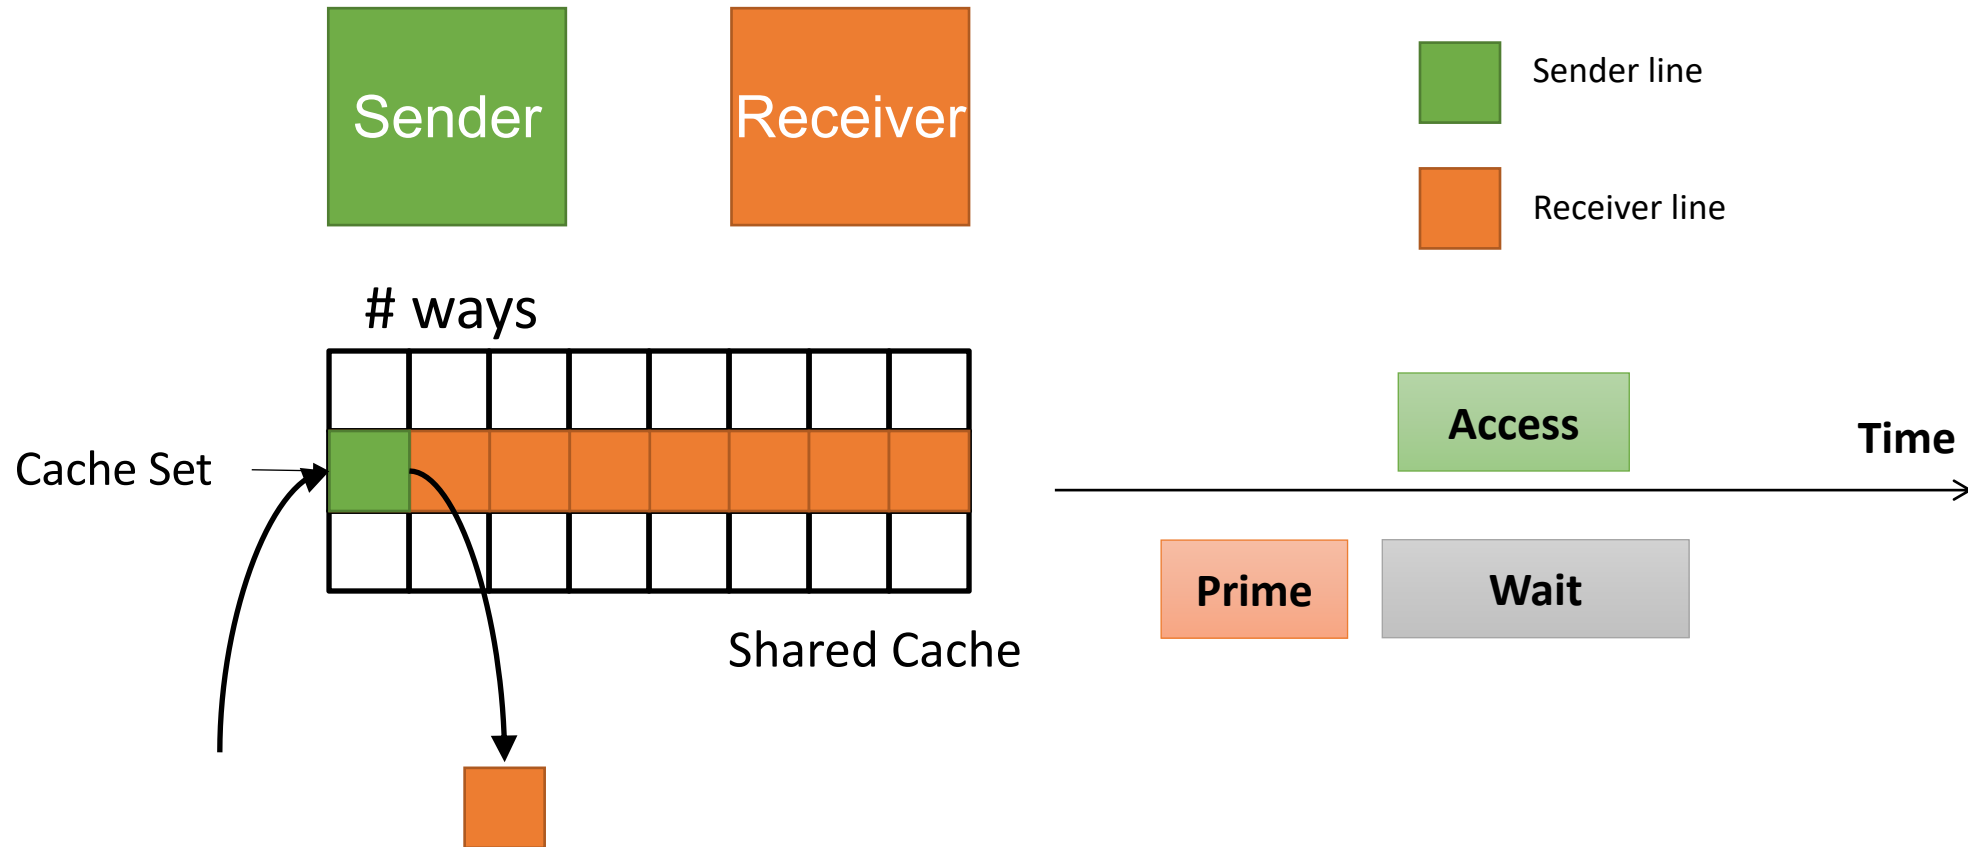 Sender
Receiver
Sender line
Receiver line
# ways
Cache Set
Shared Cache
Access
Time
Prime
Wait